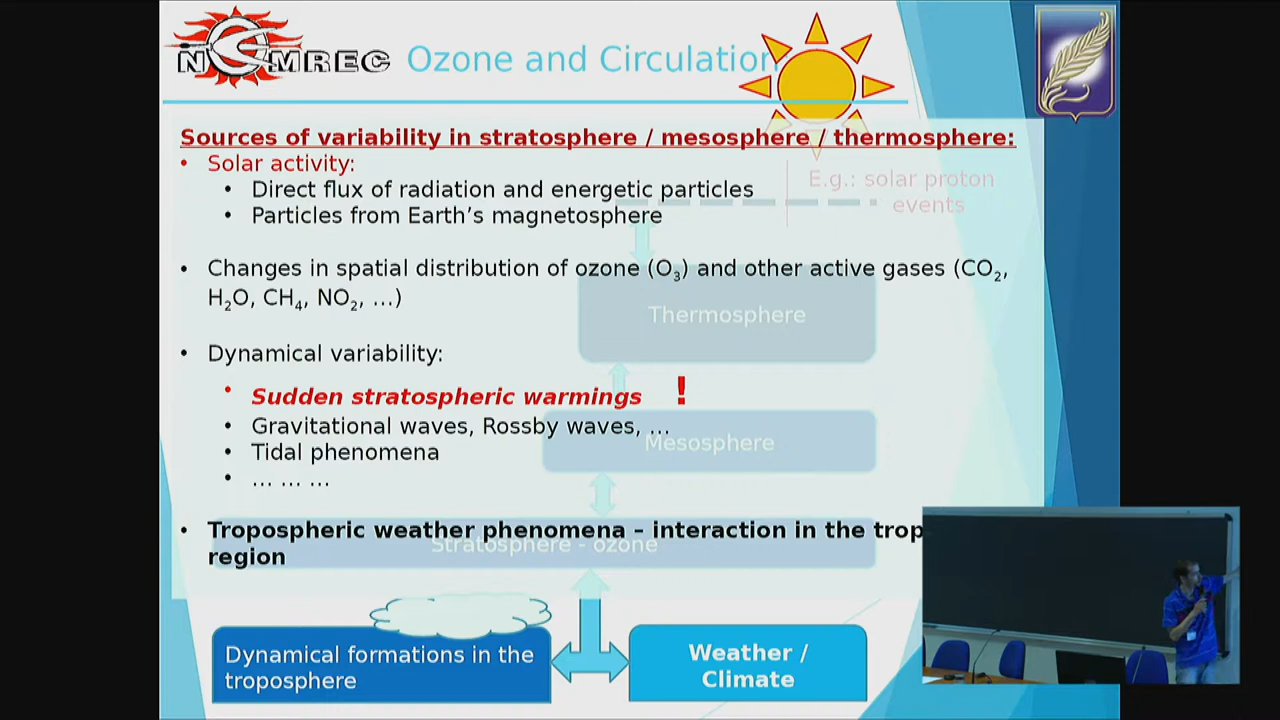 NCMREC
Ozone and Circulation
Sources of variability in stratosphere / mesosphere / thermosphere:
• Solar activity:
• Direct flux of radiation and energetic particles
• Particles from Earth's magnetosphere
E.g.: solar proton
events
• Changes in spatial distribution of ozone (O3) and other active gases (CO2,
H2O, CH4, NO2, ...)
Thermosphere
• Dynamical variability:
• Sudden stratospheric warmings !
• Gravitational waves, Rossby waves, ...
Mesosphere
• Tidal phenomena
• ... ... ...
• Tropospheric weather phenomena – interaction in the trop
region
Stratosphere - ozone
Dynamical formations in the
troposphere
Weather /
Climate